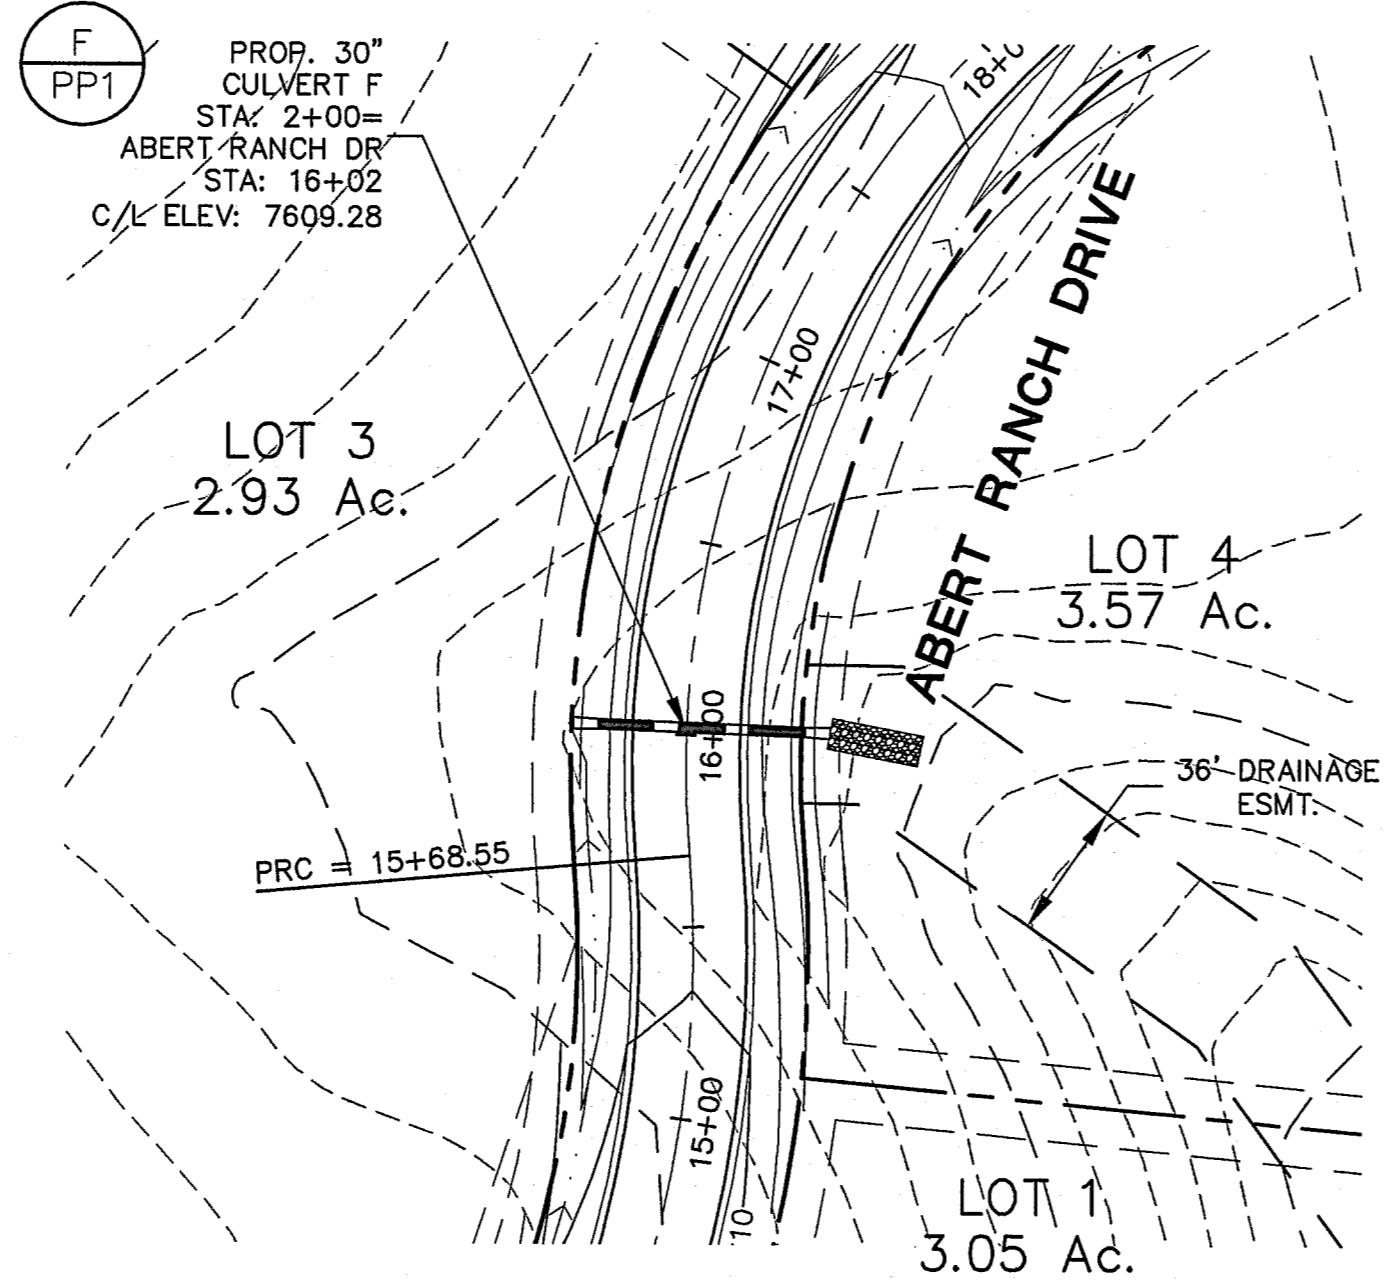 F
PP1
PROP. 30"
CULVERT F
STA: 2+00=
ABERT RANCH DR
STA: 16+02
C/L ELEV: 7609.28
18+0
ABERT RANCH DRIVE
17+00
LOT 3
2.93 Ac.
LOT 4
3.57 Ac.
16+00
36' DRAINAGE
ESMT.
PRC = 15+68.55
15+00
10
LOT 1
3.05 Ac.